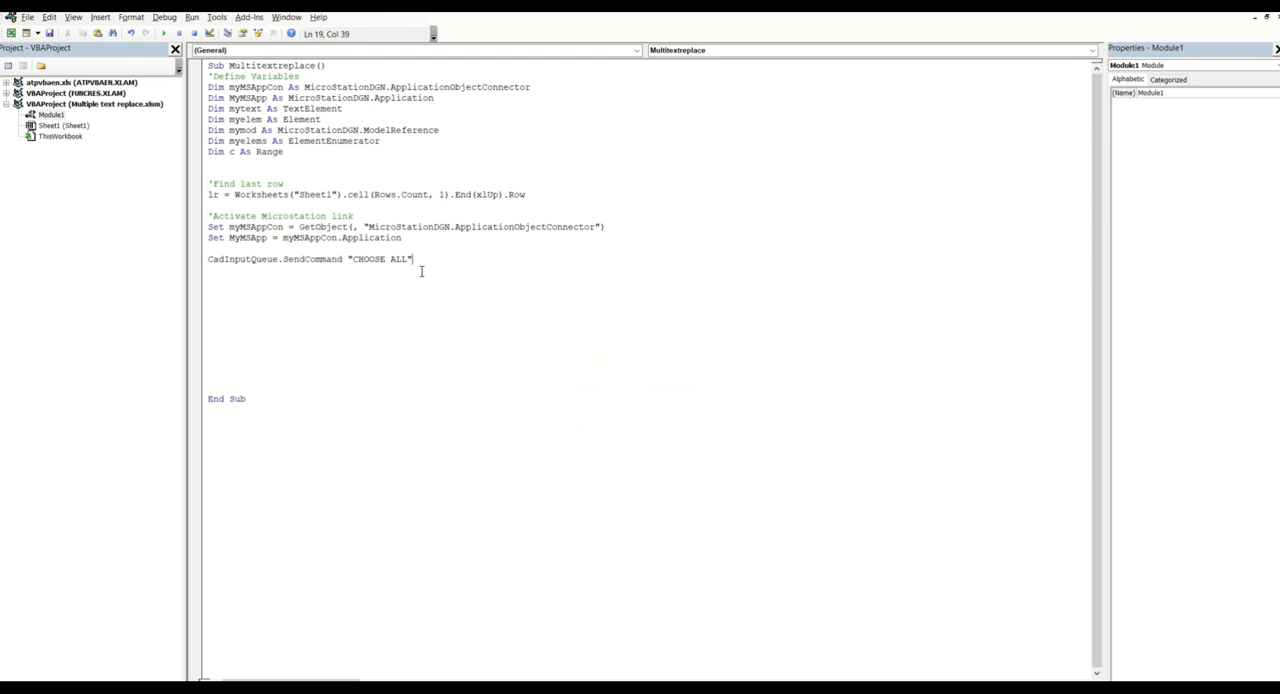 File Edit View Insert Format Debug Run Tools Add-Ins Window Help
Ln 19, Col 39
Project - VBAProject
atpvbaen.xls (ATPVBAEN.XLAM)
VBAProject (FUNCRES.XLAM)
VBAProject (Multiple text replace.xlsm)
Module1
Sheet1 (Sheet1)
ThisWorkbook
(General)
Multitextreplace
Sub Multitextreplace()
'Define Variables
Dim myMSAppCon As MicroStationDGN.ApplicationObjectConnector
Dim MyMSApp As MicroStationDGN.Application
Dim mytext As TextElement
Dim myelem As Element
Dim mymod As MicroStationDGN.ModelReference
Dim myelems As ElementEnumerator
Dim c As Range
'Find last row
lr = Worksheets("Sheet1").cell(Rows.Count, 1).End(xlUp).Row
'Activate Microstation link
Set myMSAppCon = GetObject(, "MicroStationDGN.ApplicationObjectConnector")
Set MyMSApp = myMSAppCon.Application
CadInputQueue.SendCommand "CHOOSE ALL"
End Sub
Properties - Module1
Module1 Module
Alphabetic Categorized
(Name) Module1